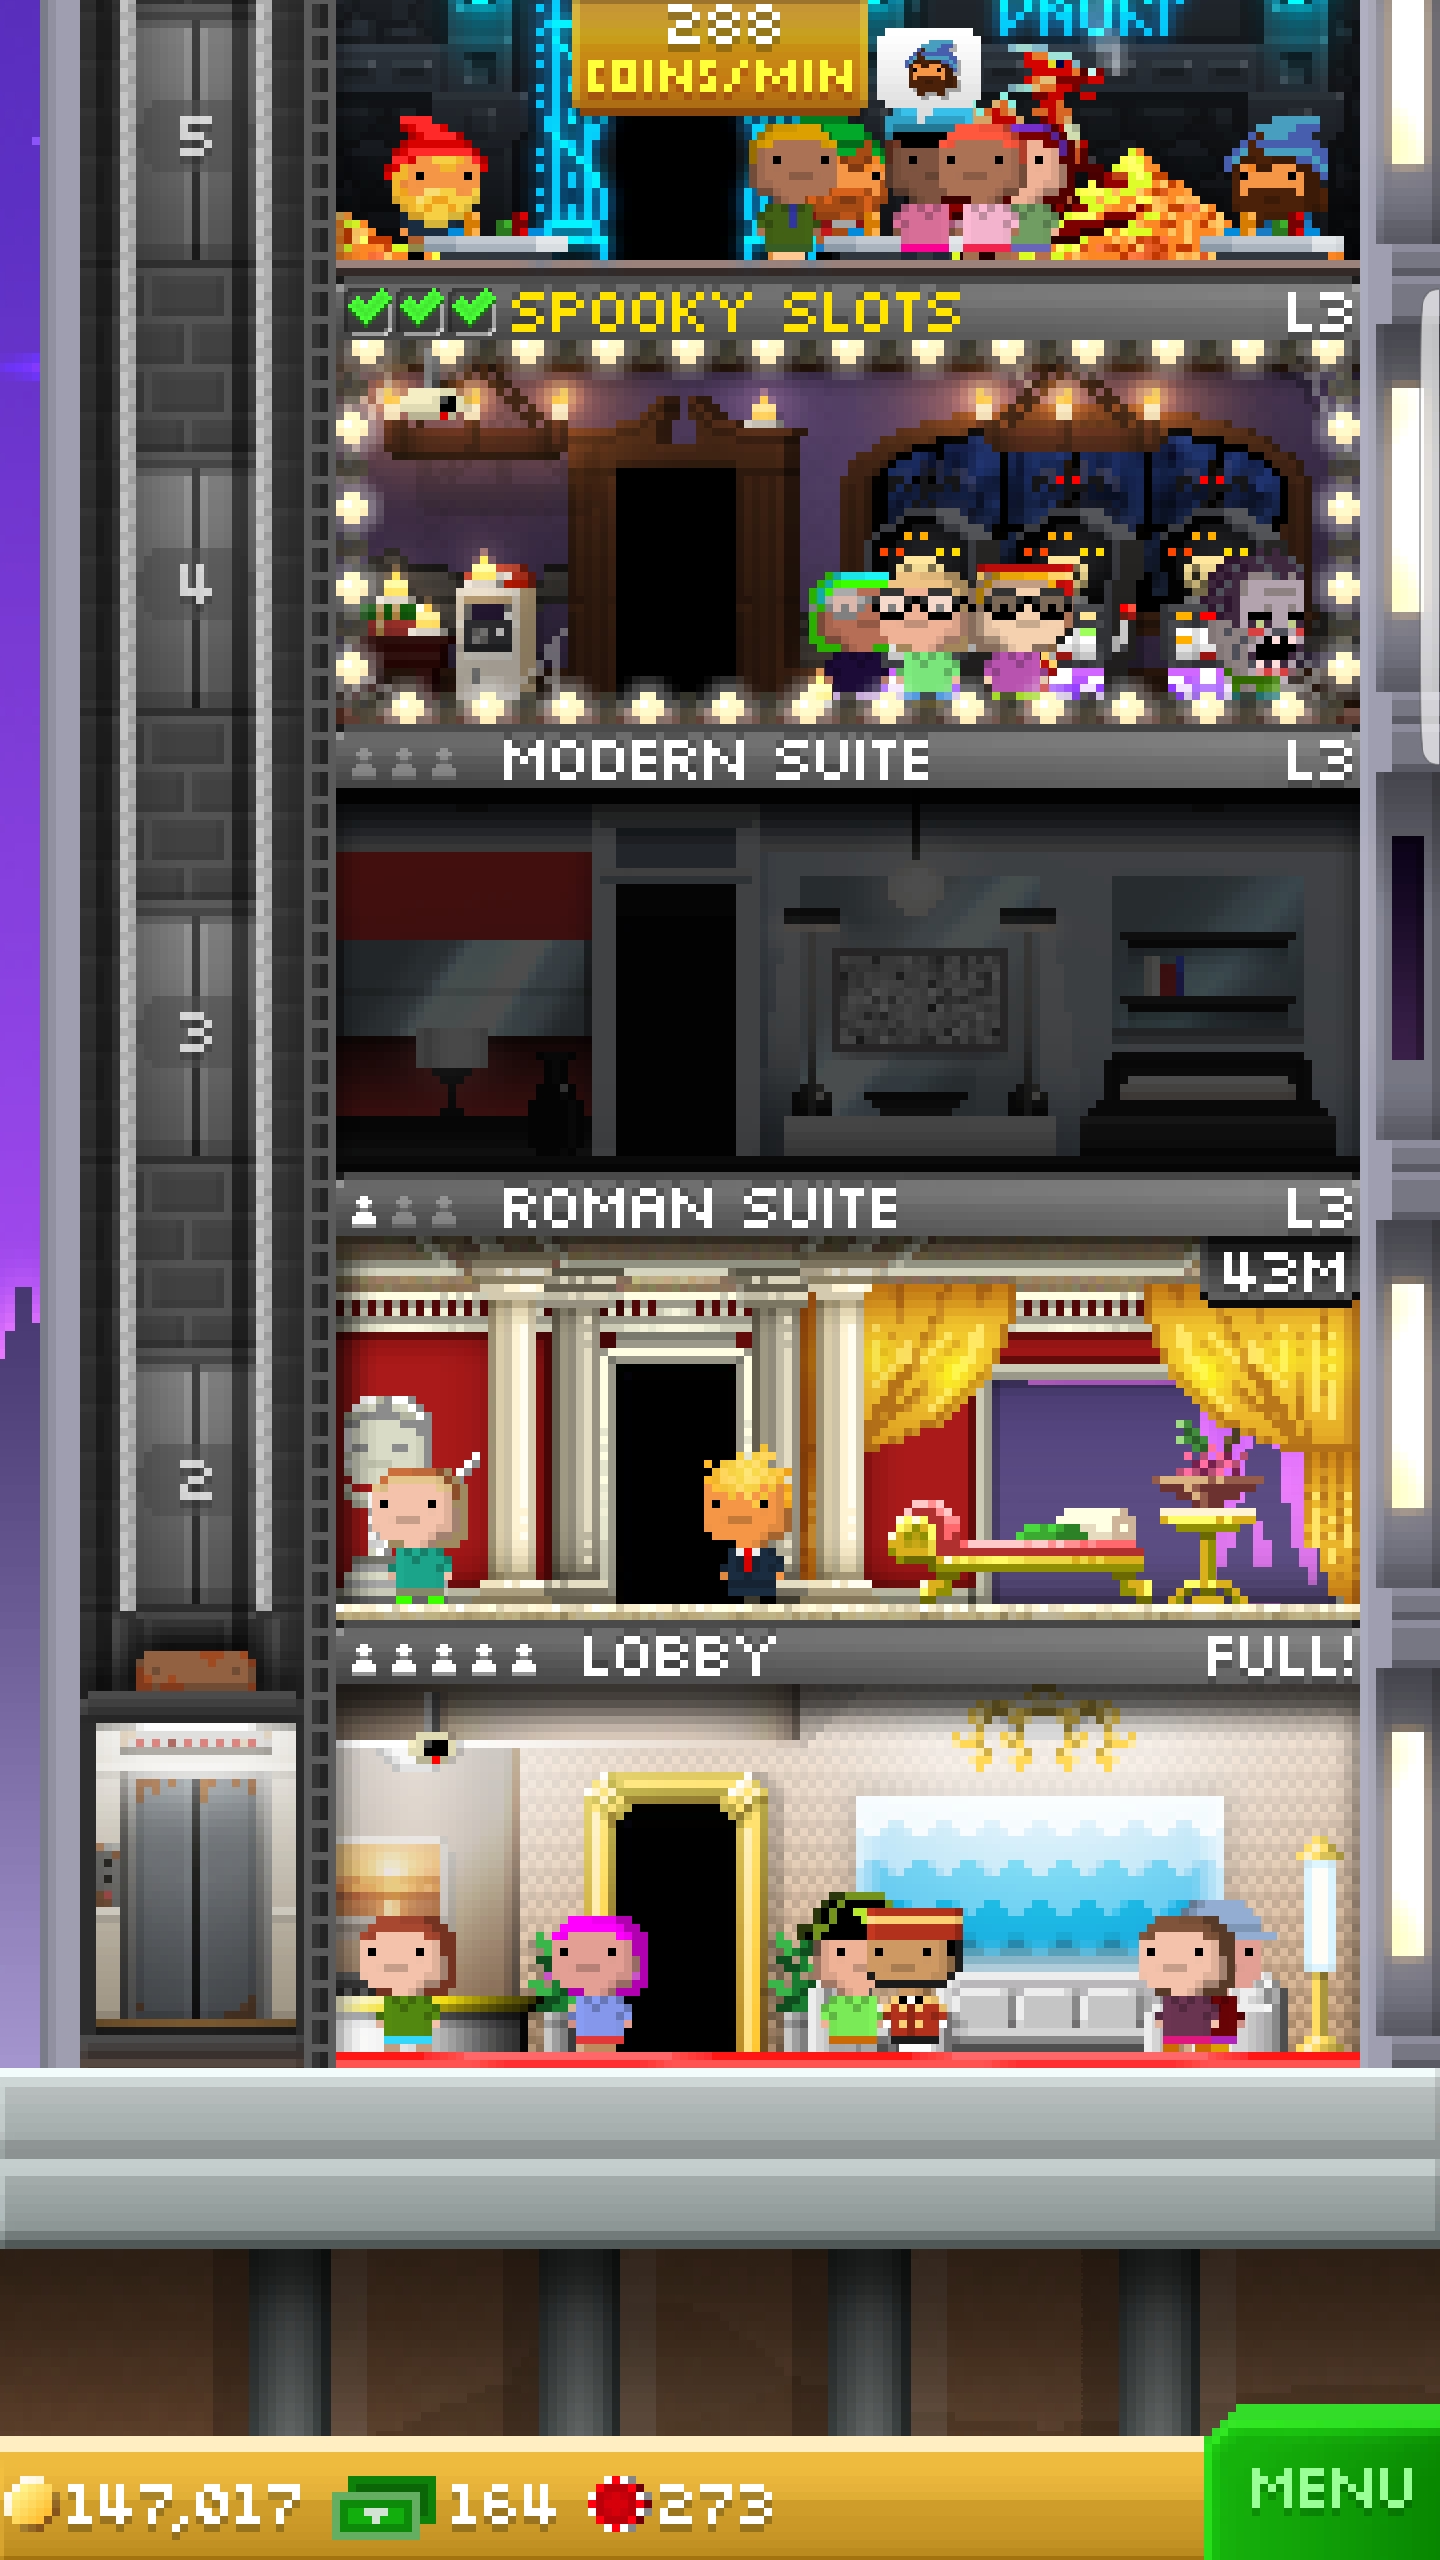 288
COINS/MIN
5
SPOOKY SLOTS L3
4
MODERN SUITE L3
3
ROMAN SUITE L3
43M
2
LOBBY FULL!
147,017 164 273
MENU